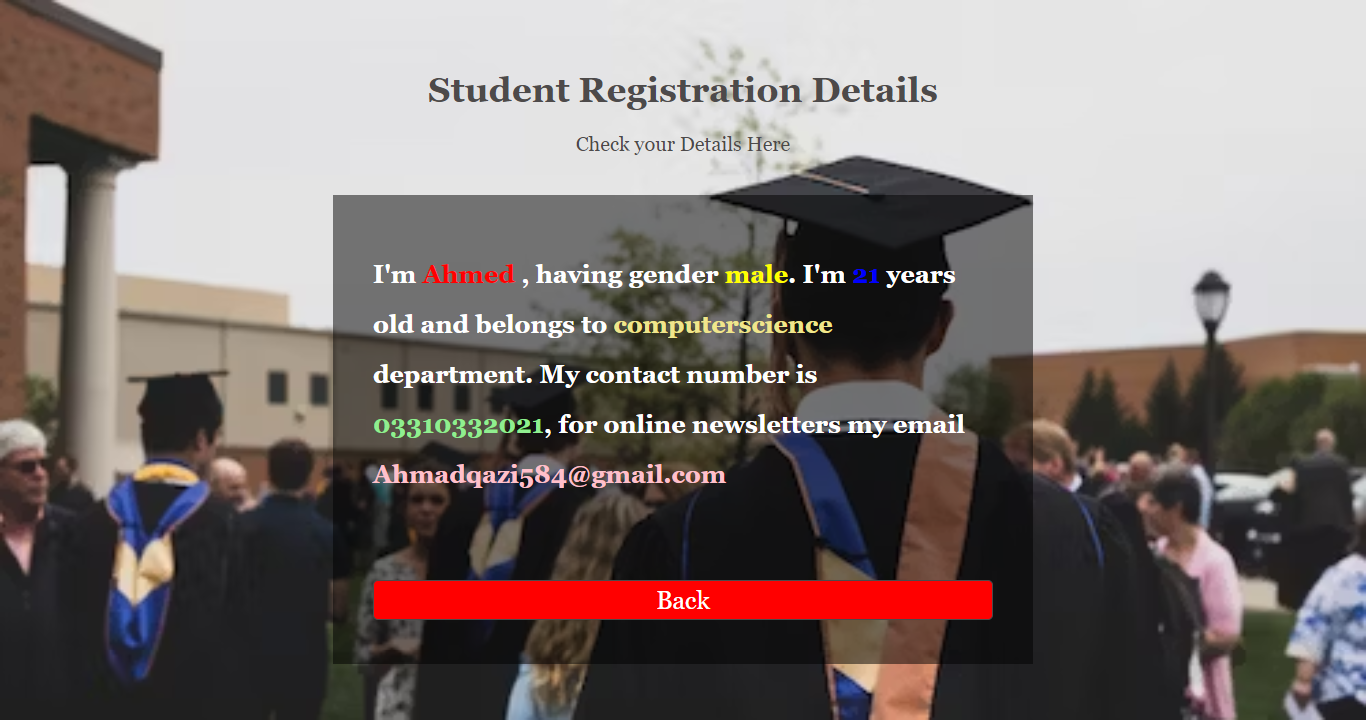 Student Registration Details
Check your Details Here
I'm Ahmed , having gender male. I'm 21 years
old and belongs to computerscience
department. My contact number is
03310332021, for online newsletters my email
Ahmadqazi584@gmail.com
Back